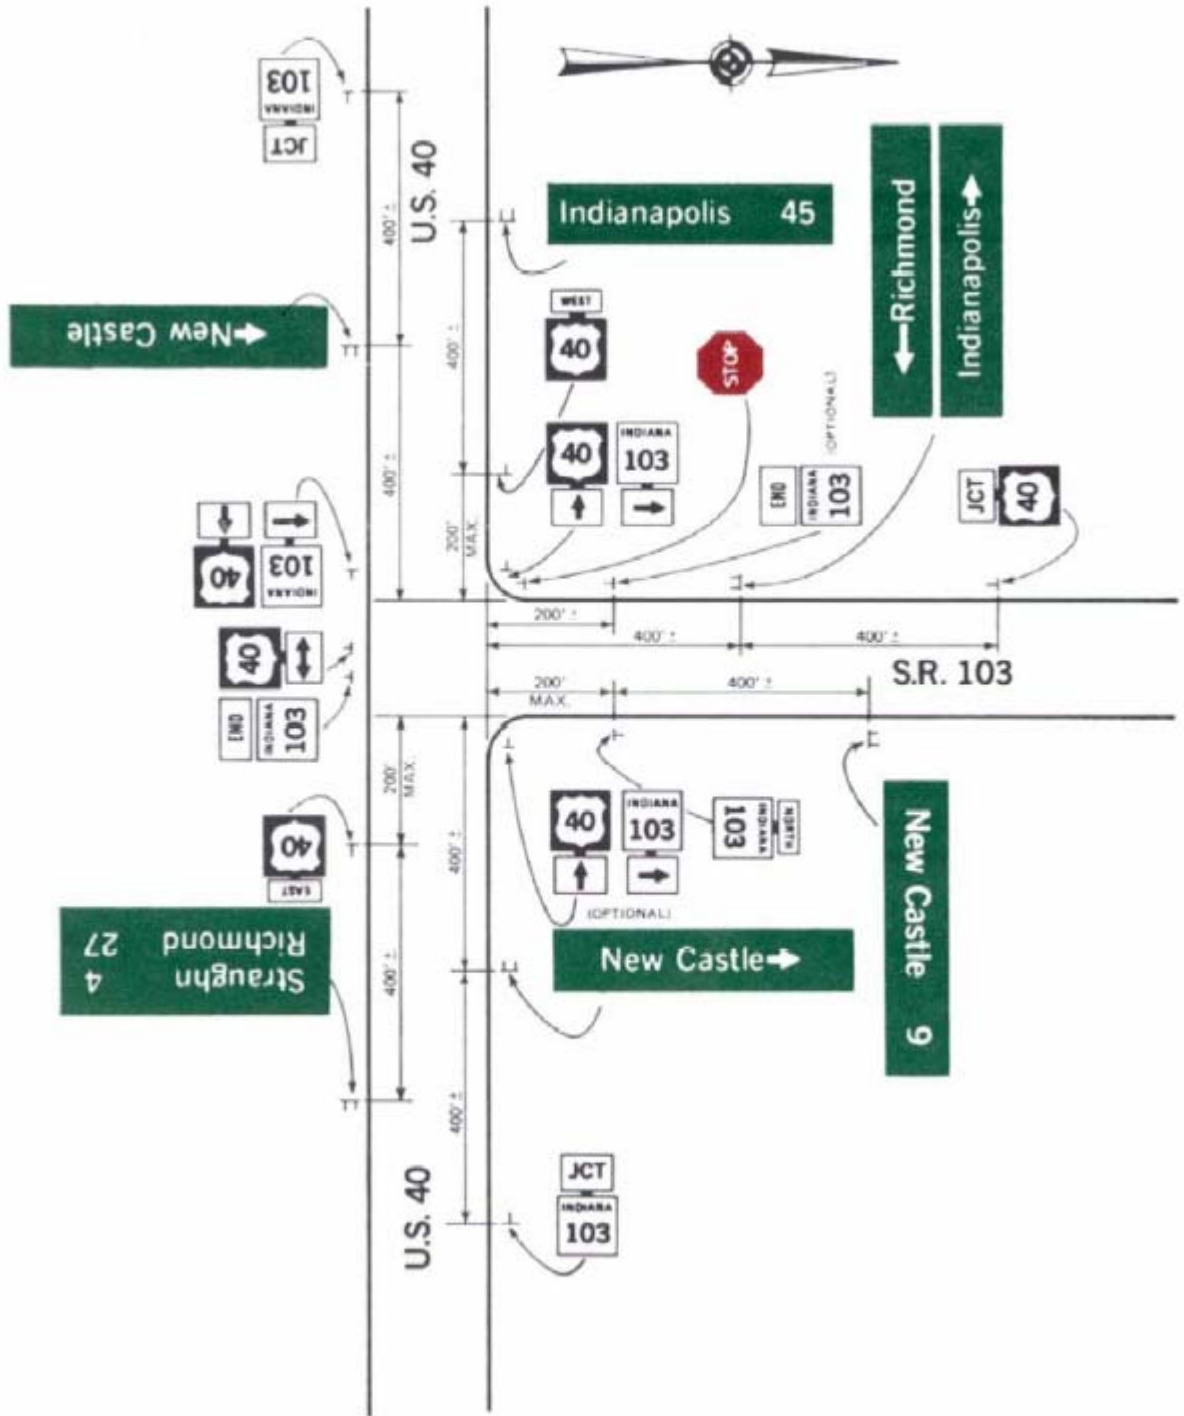 INDIANA
103
JCT
U.S. 40
400' ±
Indianapolis 45
Richmond
Indianapolis
New Castle
400' ±
400' ±
WEST
40
STOP
40
INDIANA
103
END
INDIANA
103
(OPTIONAL)
JCT
40
200'
MAX.
40
INDIANA
103
200' ±
400' ±
400' ±
S.R. 103
40
END
INDIANA
103
200'
MAX.
400' ±
200'
MAX.
400' ±
40
EAST
40
INDIANA
103
(OPTIONAL)
NORTH
INDIANA
103
New Castle 9
Straughn 4
Richmond 27
400' ±
New Castle
400' ±
U.S. 40
JCT
INDIANA
103